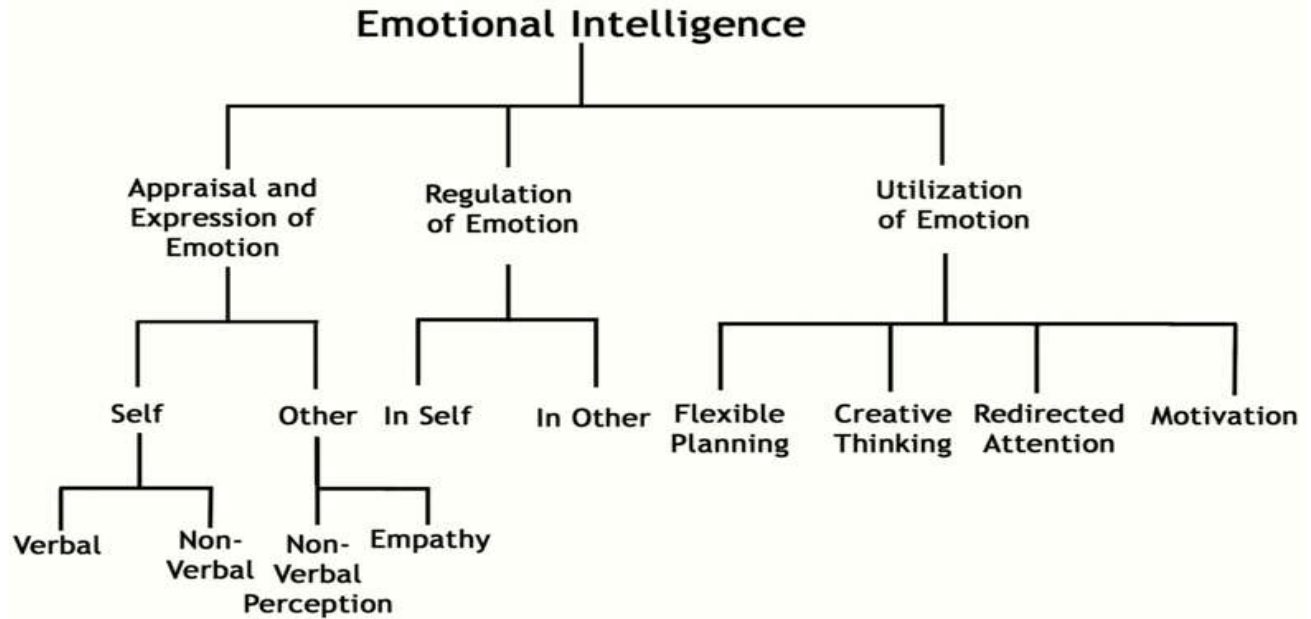 Emotional Intelligence
Appraisal and
Expression of
Emotion
Regulation
of Emotion
Utilization
of Emotion
Self
Other
In Self
In Other
Flexible
Planning
Creative
Thinking
Redirected
Attention
Motivation
Verbal
Non-
Verbal
Non-
Verbal
Perception
Empathy